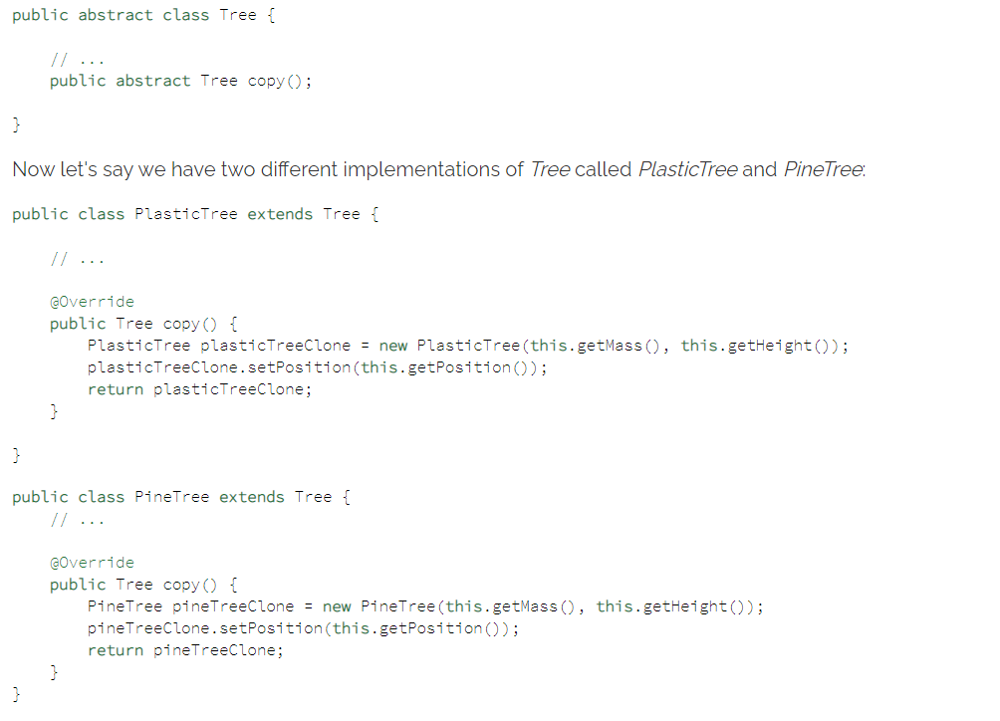 public abstract class Tree {
// ...
public abstract Tree copy();
}
Now let's say we have two different implementations of Tree called PlasticTree and PineTree:
public class PlasticTree extends Tree {
// ...
@Override
public Tree copy() {
PlasticTree plasticTreeClone = new PlasticTree(this.getMass(), this.getHeight());
plasticTreeClone.setPosition(this.getPosition());
return plasticTreeClone;
}
}
public class PineTree extends Tree {
// ...
@Override
public Tree copy() {
PineTree pineTreeClone = new PineTree(this.getMass(), this.getHeight());
pineTreeClone.setPosition(this.getPosition());
return pineTreeClone;
}
}